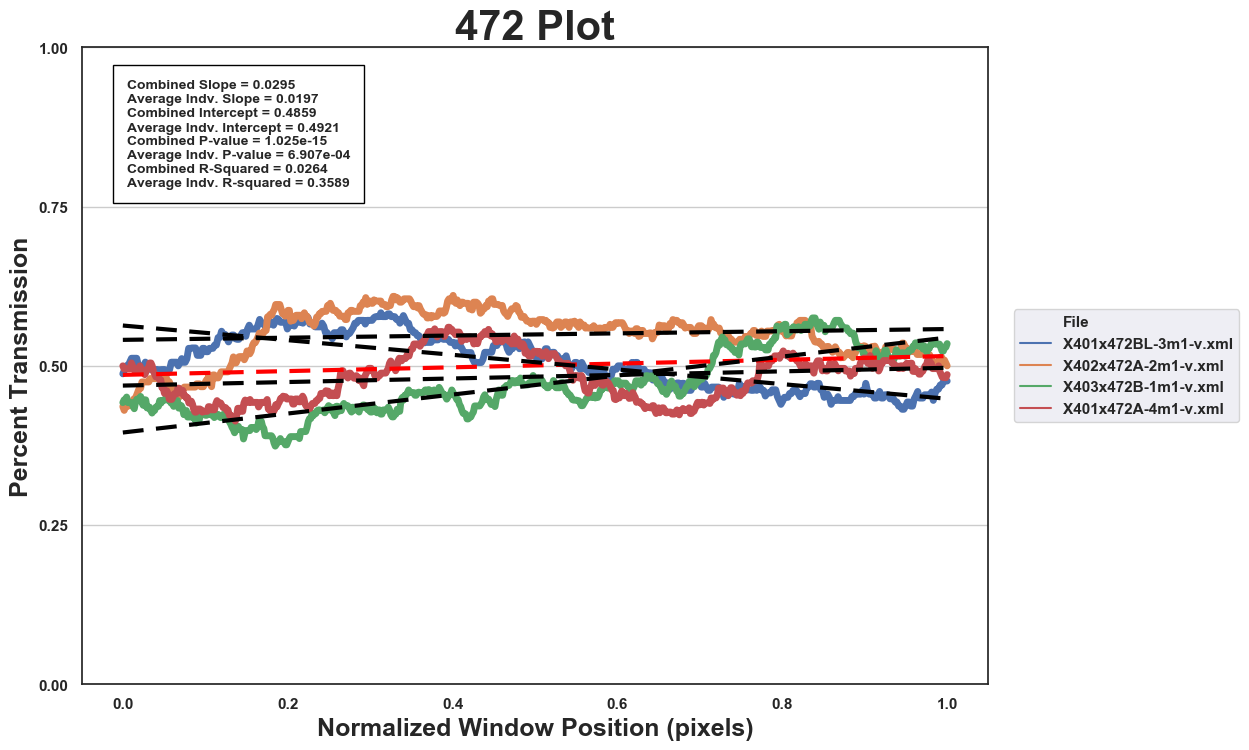 472 Plot
Combined Slope = 0.0295
Average Indv. Slope = 0.0197
Combined Intercept = 0.4859
Average Indv. Intercept = 0.4921
Combined P-value = 1.025e-15
Average Indv. P-value = 6.907e-04
Combined R-Squared = 0.0264
Average Indv. R-squared = 0.3589
1.00
0.75
0.50
0.25
0.00
Percent Transmission
0.0 0.2 0.4 0.6 0.8 1.0
Normalized Window Position (pixels)
File
X401x472BL-3m1-v.xml
X402x472A-2m1-v.xml
X403x472B-1m1-v.xml
X401x472A-4m1-v.xml